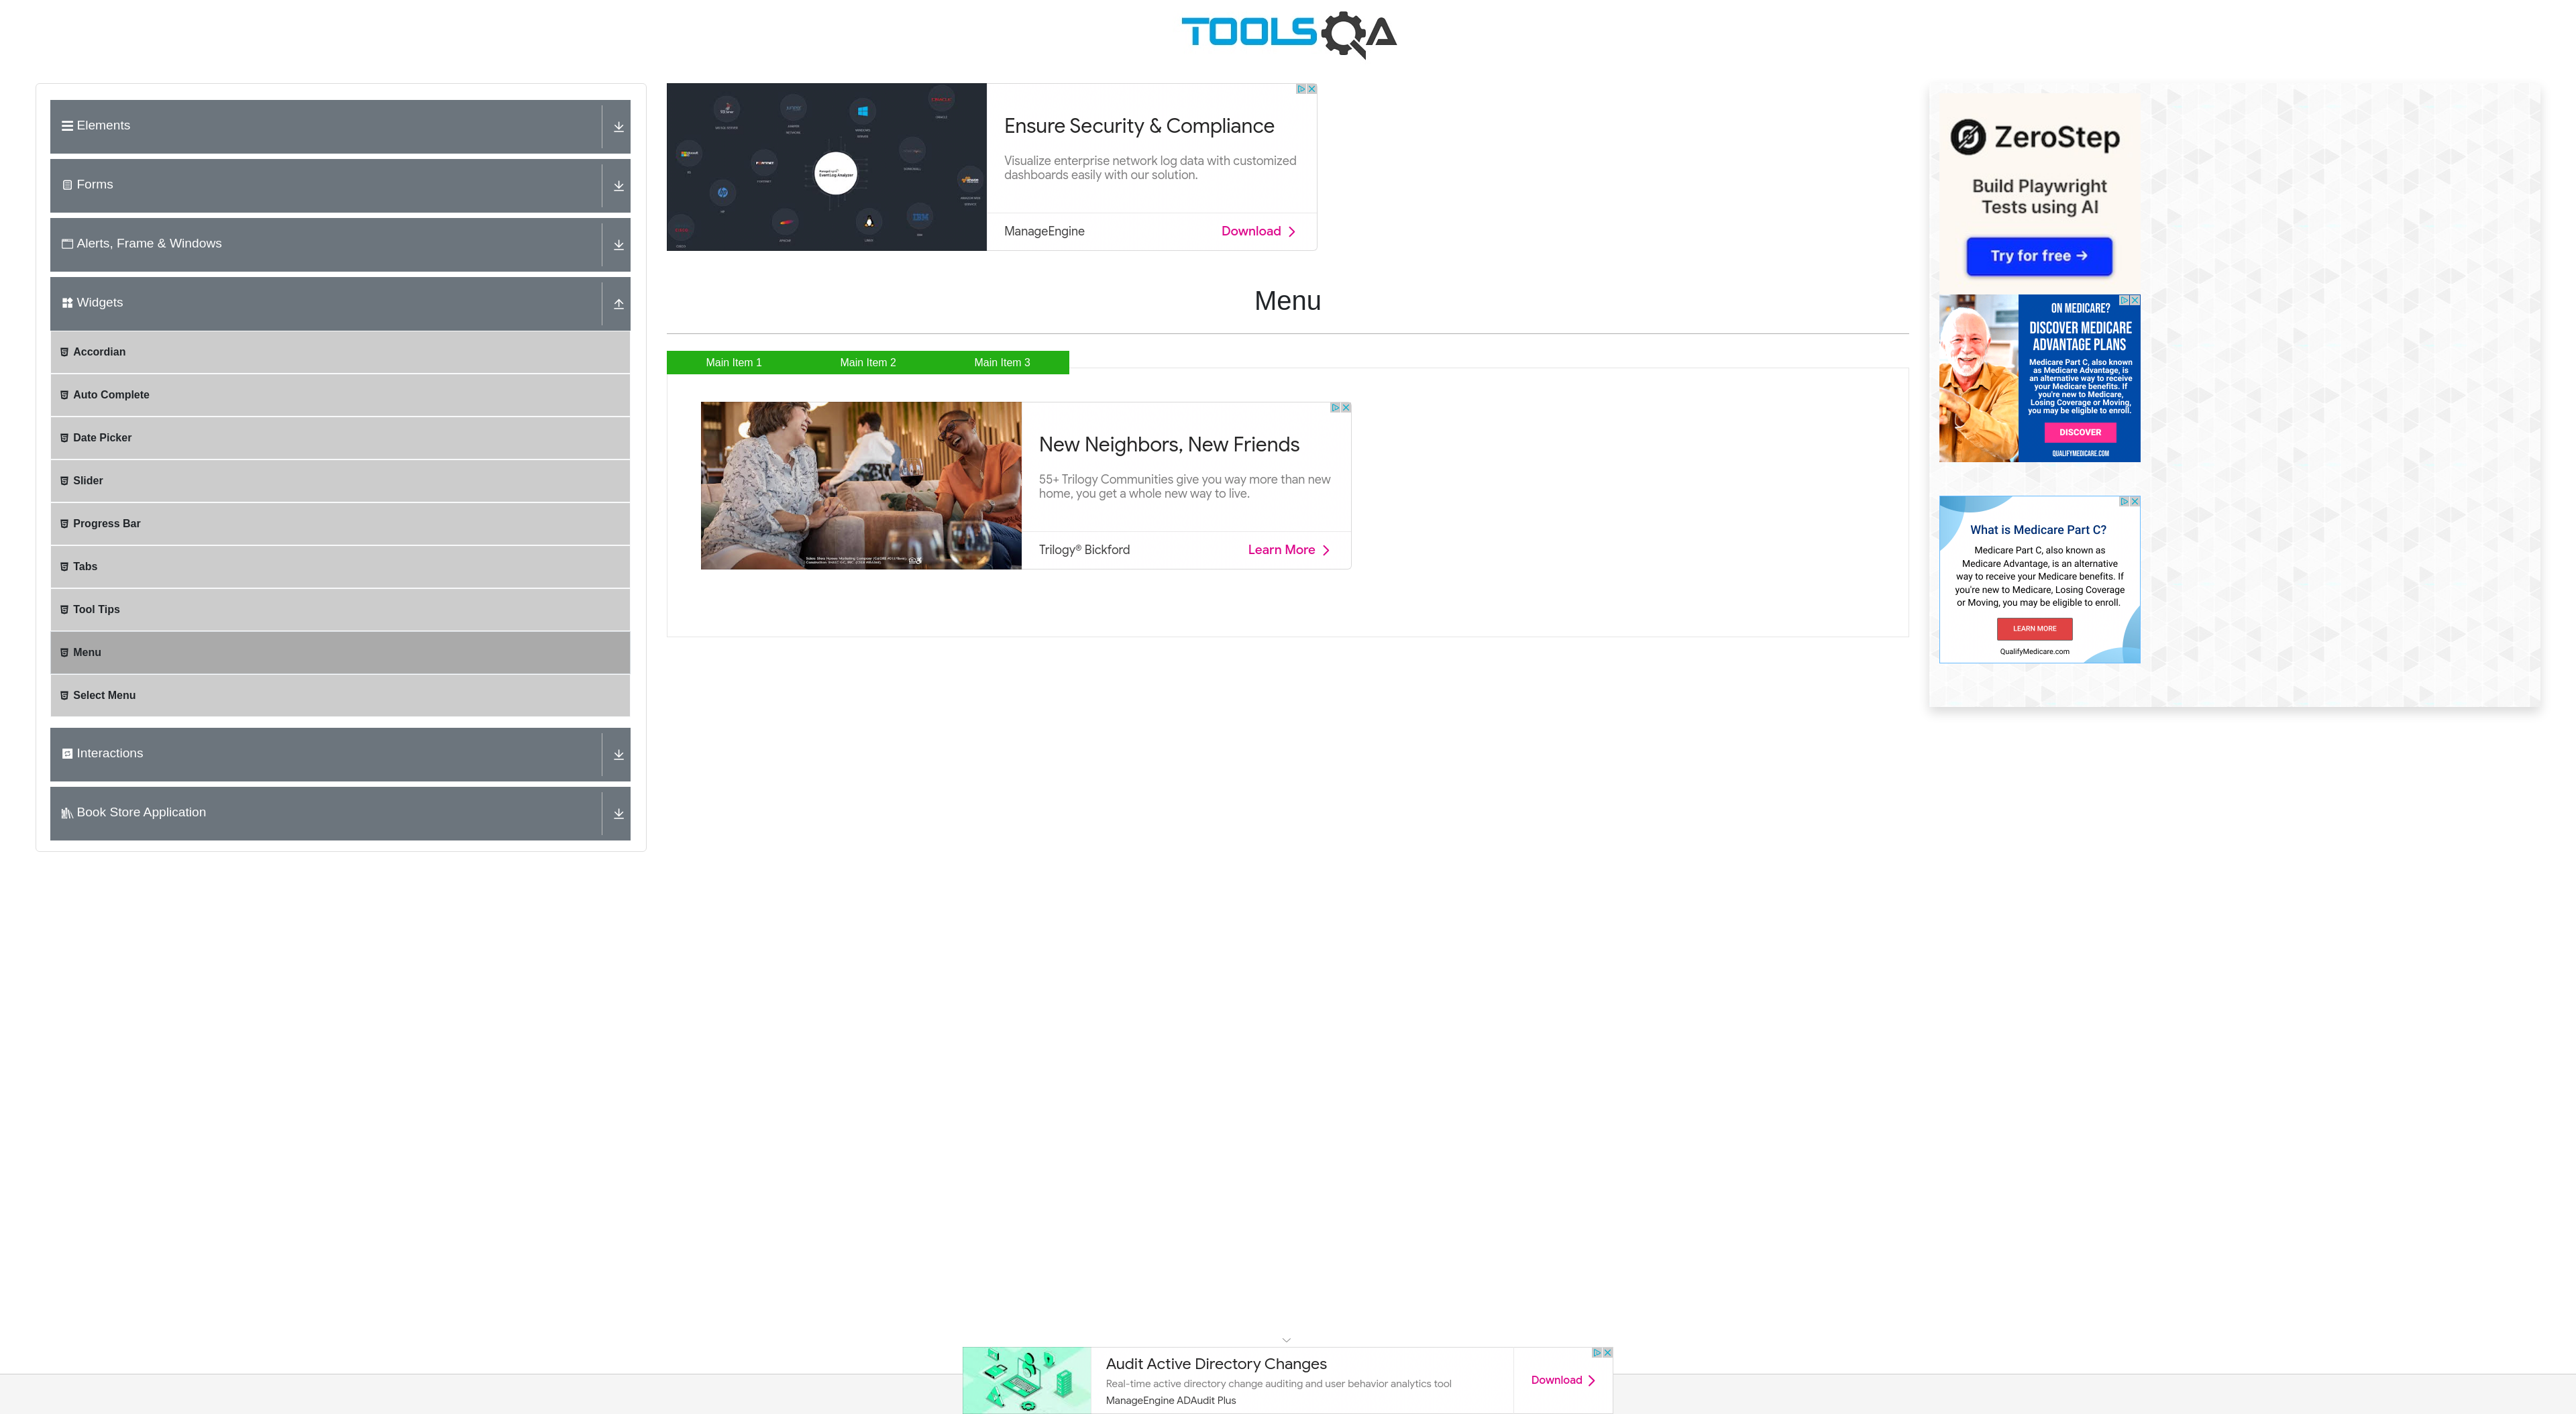 TOOLSQA
Elements
Forms
Alerts, Frame & Windows
Widgets
Accordian
Auto Complete
Date Picker
Slider
Progress Bar
Tabs
Tool Tips
Menu
Select Menu
Interactions
Book Store Application
Ensure Security & Compliance
Visualize enterprise network log data with customized
dashboards easily with our solution.
ManageEngine
Download
Menu
Main Item 1
Main Item 2
Main Item 3
New Neighbors, New Friends
55+ Trilogy Communities give you way more than new
home, you get a whole new way to live.
Trilogy® Bickford
Learn More
ZeroStep
Build Playwright
Tests using AI
Try for free →
ON MEDICARE?
DISCOVER MEDICARE
ADVANTAGE PLANS
Medicare Part C, also known
as Medicare Advantage, is
an alternative way to receive
your Medicare benefits. If
you're new to Medicare,
Losing Coverage or Moving,
you may be eligible to enroll.
DISCOVER
QUALIFYMEDICARE.COM
What is Medicare Part C?
Medicare Part C, also known as
Medicare Advantage, is an alternative
way to receive your Medicare benefits. If
you're new to Medicare, Losing Coverage
or Moving, you may be eligible to enroll.
LEARN MORE
QualifyMedicare.com
Audit Active Directory Changes
Real-time active directory change auditing and user behavior analytics tool
ManageEngine ADAudit Plus
Download